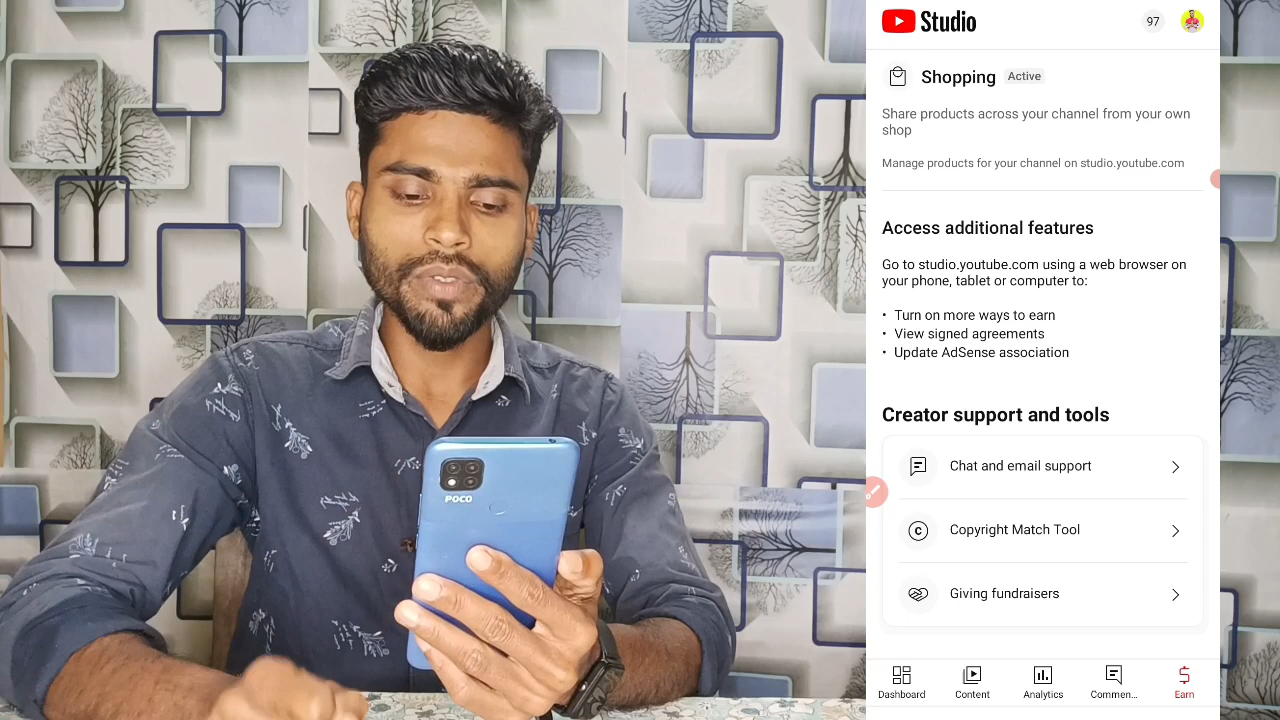 POCO
Studio
97
Shopping
Active
Share products across your channel from your own
shop
Manage products for your channel on studio.youtube.com
Access additional features
Go to studio.youtube.com using a web browser on
your phone, tablet or computer to:
• Turn on more ways to earn
• View signed agreements
• Update AdSense association
Creator support and tools
Chat and email support
Copyright Match Tool
Giving fundraisers
Dashboard
Content
Analytics
Commen...
Earn